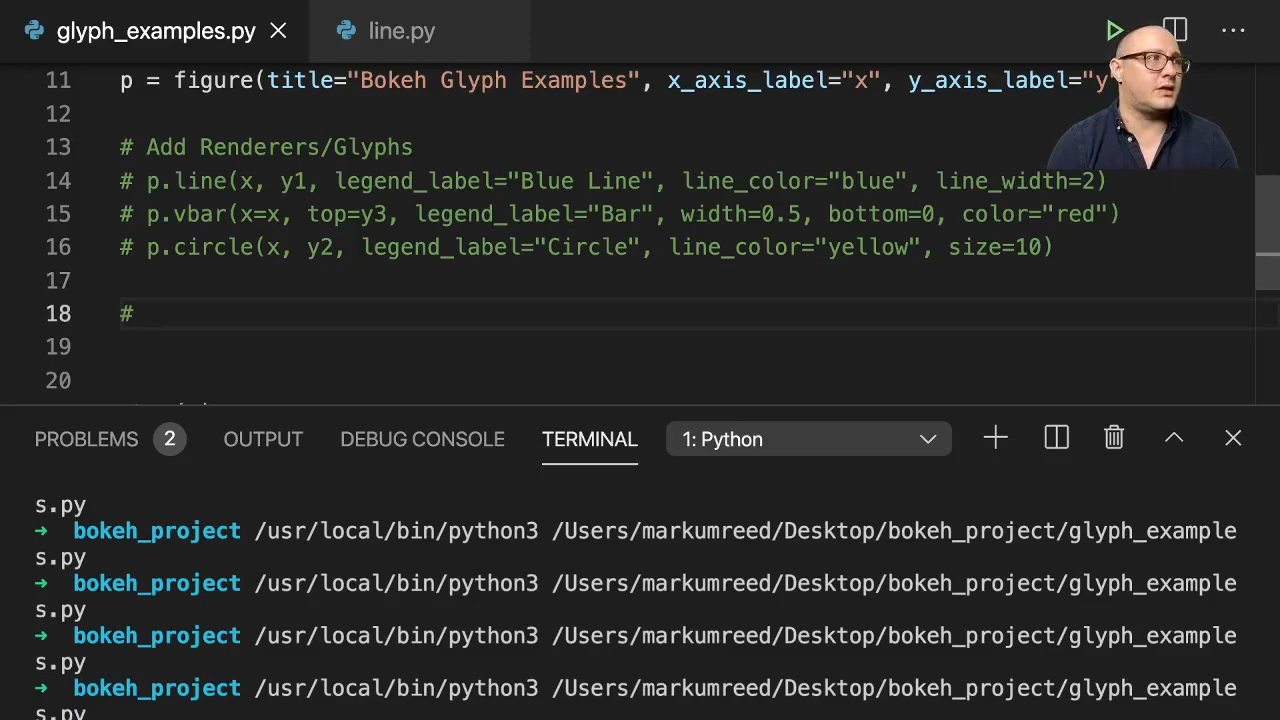 glyph_examples.py
line.py
11 p = figure(title="Bokeh Glyph Examples", x_axis_label="x", y_axis_label="y"
12
13 # Add Renderers/Glyphs
14 # p.line(x, y1, legend_label="Blue Line", line_color="blue", line_width=2)
15 # p.vbar(x=x, top=y3, legend_label="Bar", width=0.5, bottom=0, color="red")
16 # p.circle(x, y2, legend_label="Circle", line_color="yellow", size=10)
17
18 #
19
20
PROBLEMS 2 OUTPUT DEBUG CONSOLE TERMINAL 1: Python
s.py
➜ bokeh_project /usr/local/bin/python3 /Users/markumreed/Desktop/bokeh_project/glyph_example
s.py
➜ bokeh_project /usr/local/bin/python3 /Users/markumreed/Desktop/bokeh_project/glyph_example
s.py
➜ bokeh_project /usr/local/bin/python3 /Users/markumreed/Desktop/bokeh_project/glyph_example
s.py
➜ bokeh_project /usr/local/bin/python3 /Users/markumreed/Desktop/bokeh_project/glyph_example
s.py